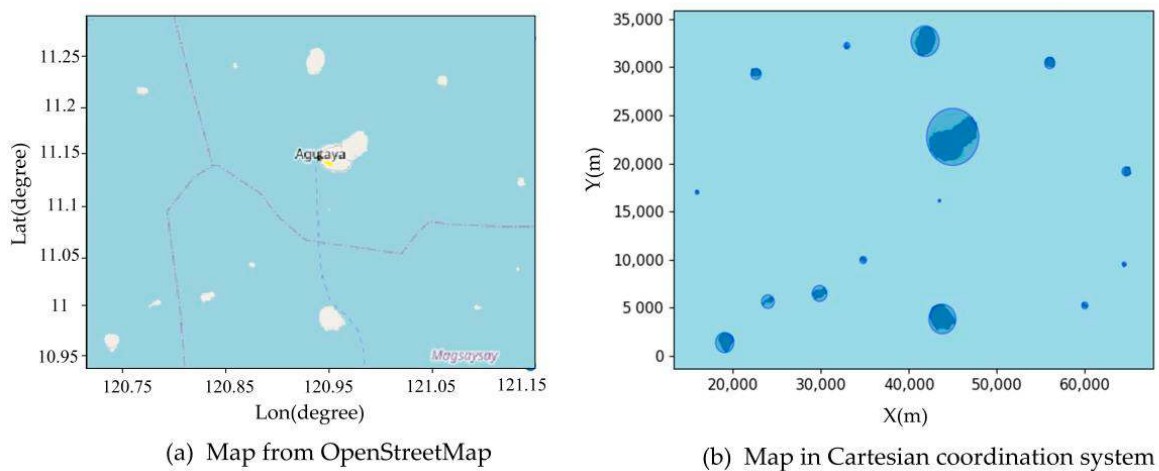 11.25
11.2
11.15
11.1
11.05
11
10.95
Lat(degree)
Agutaya
Magsaysay
120.75 120.85 120.95 121.05 121.15
Lon(degree)
(a) Map from OpenStreetMap
35,000
30,000
25,000
20,000
15,000
10,000
5 000
0
Y(m)
20,000 30,000 40,000 50,000 60,000
X(m)
(b) Map in Cartesian coordination system